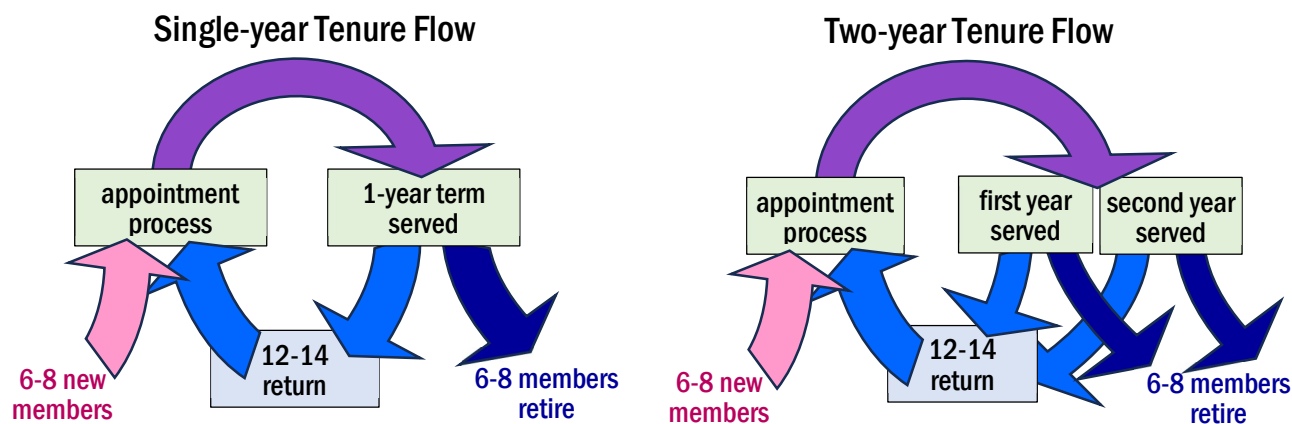 Single-year Tenure Flow
appointment
process
1-year term
served
12-14
return
6-8 new
members
6-8 members
retire
Two-year Tenure Flow
appointment
process
first year
served
second year
served
12-14
return
6-8 new
members
6-8 members
retire